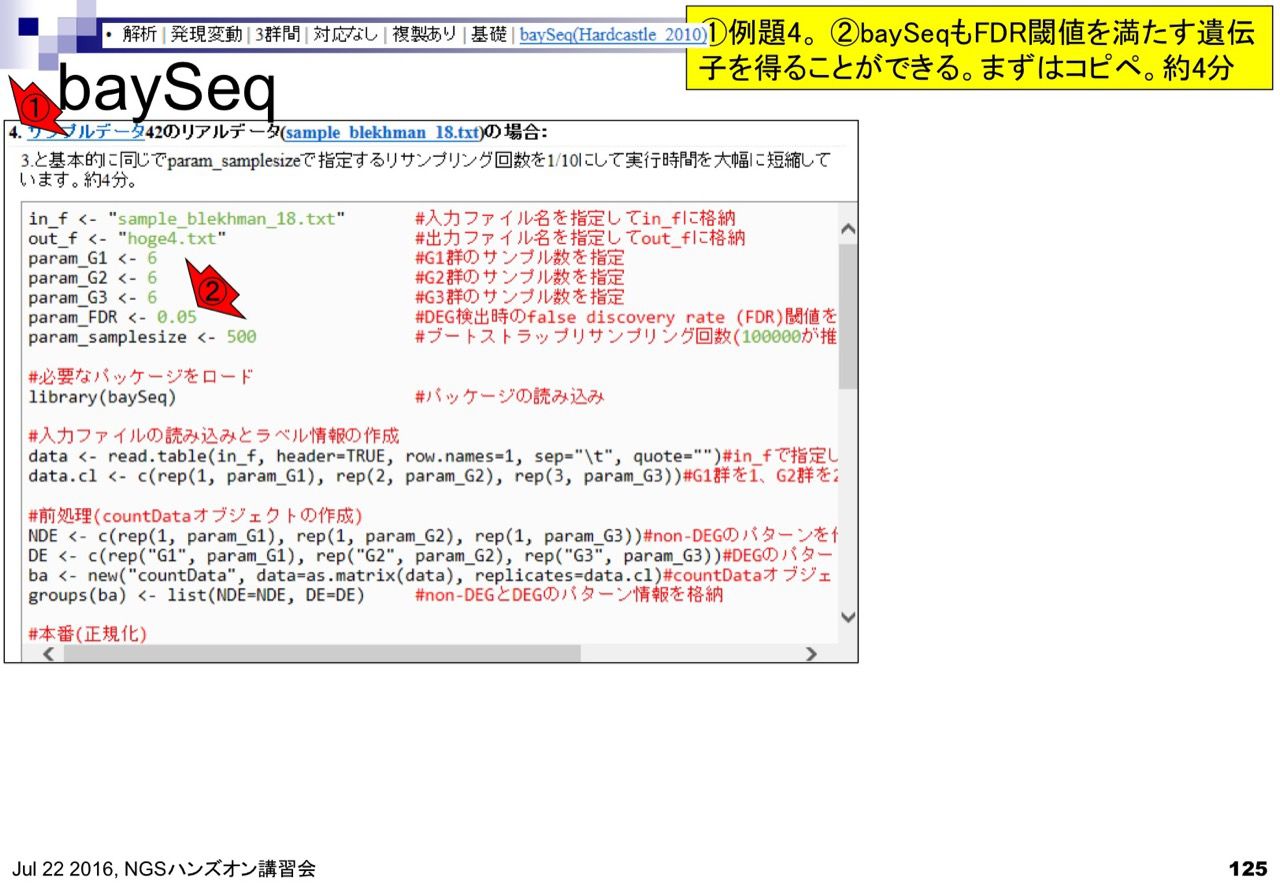 • 解析 | 発現変動 | 3群間 | 対応なし | 複製あり | 基礎 | baySeq(Hardcastle_2010)
①例題4。②baySeqもFDR閾値を満たす遺伝
子を得ることができる。まずはコピペ。約4分
baySeq
①
4. サンプルデータ42のリアルデータ(sample_blekhman_18.txt)の場合:
3.と基本的に同じでparam_samplesizeで指定するリサンプリング回数を1/10にして実行時間を大幅に短縮して
います。約4分。
in_f <- "sample_blekhman_18.txt" #入力ファイル名を指定してin_fに格納
out_f <- "hoge4.txt" #出力ファイル名を指定してout_fに格納
param_G1 <- 6 #G1群のサンプル数を指定
param_G2 <- 6 #G2群のサンプル数を指定
②
param_G3 <- 6 #G3群のサンプル数を指定
param_FDR <- 0.05 #DEG検出時のfalse discovery rate (FDR)閾値を
param_samplesize <- 500 #ブートストラップリサンプリング回数(100000が推
#必要なパッケージをロード
library(baySeq) #パッケージの読み込み
#入力ファイルの読み込みとラベル情報の作成
data <- read.table(in_f, header=TRUE, row.names=1, sep="\t", quote="")#in_fで指定し
data.cl <- c(rep(1, param_G1), rep(2, param_G2), rep(3, param_G3))#G1群を1、G2群を2
#前処理(countDataオブジェクトの作成)
NDE <- c(rep(1, param_G1), rep(1, param_G2), rep(1, param_G3))#non-DEGのパターンを
DE <- c(rep("G1", param_G1), rep("G2", param_G2), rep("G3", param_G3))#DEGのパター
ba <- new("countData", data=as.matrix(data), replicates=data.cl)#countDataオブジェ
groups(ba) <- list(NDE=NDE, DE=DE) #non-DEGとDEGのパターン情報を格納
#本番(正規化)
Jul 22 2016, NGSハンズオン講習会
125